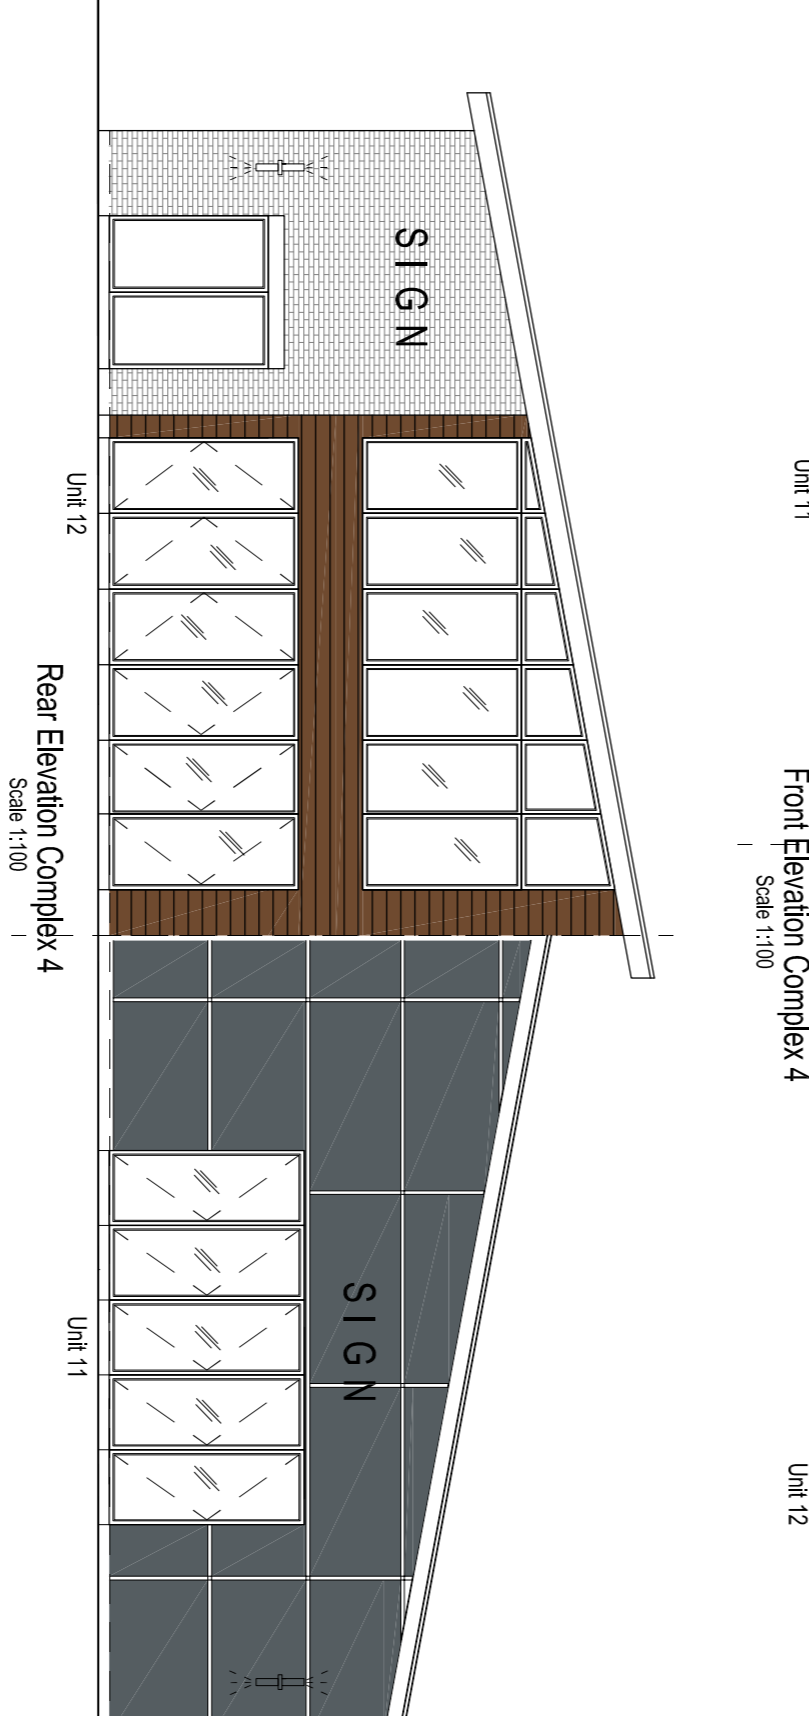 SIGN
SIGN
Unit 12
Unit 11
Rear Elevation Complex 4
Scale 1:100
Unit 11
Unit 12
Front Elevation Complex 4
Scale 1:100